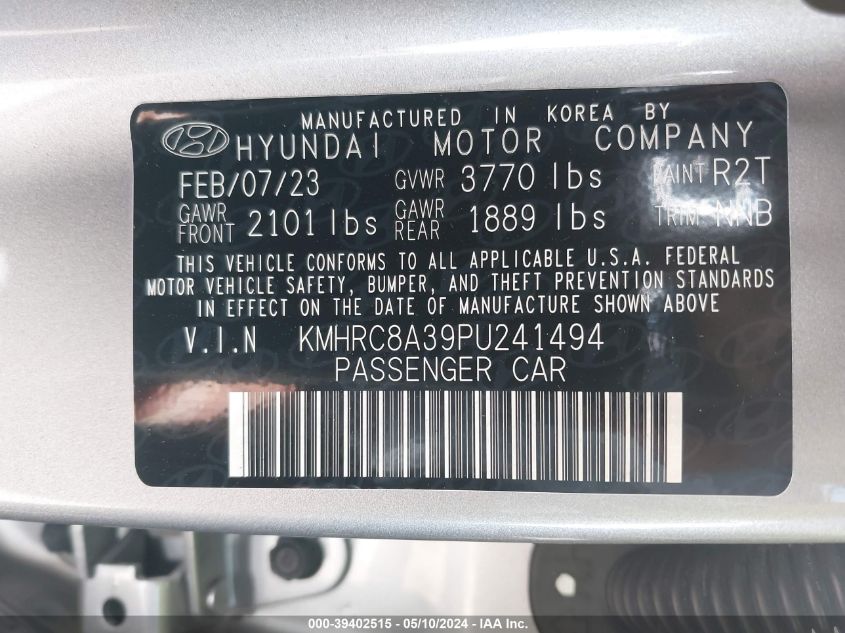 MANUFACTURED IN KOREA BY
HYUNDAI MOTOR COMPANY
FEB/07/23 GVWR 3770 lbs PAINT R2T
GAWR FRONT 2101 lbs GAWR REAR 1889 lbs TRIM NNB
THIS VEHICLE CONFORMS TO ALL APPLICABLE U.S.A. FEDERAL
MOTOR VEHICLE SAFETY, BUMPER, AND THEFT PREVENTION STANDARDS
IN EFFECT ON THE DATE OF MANUFACTURE SHOWN ABOVE
V.I.N KMHRC8A39PU241494
PASSENGER CAR
000-39402515 - 05/10/2024 - IAA Inc.